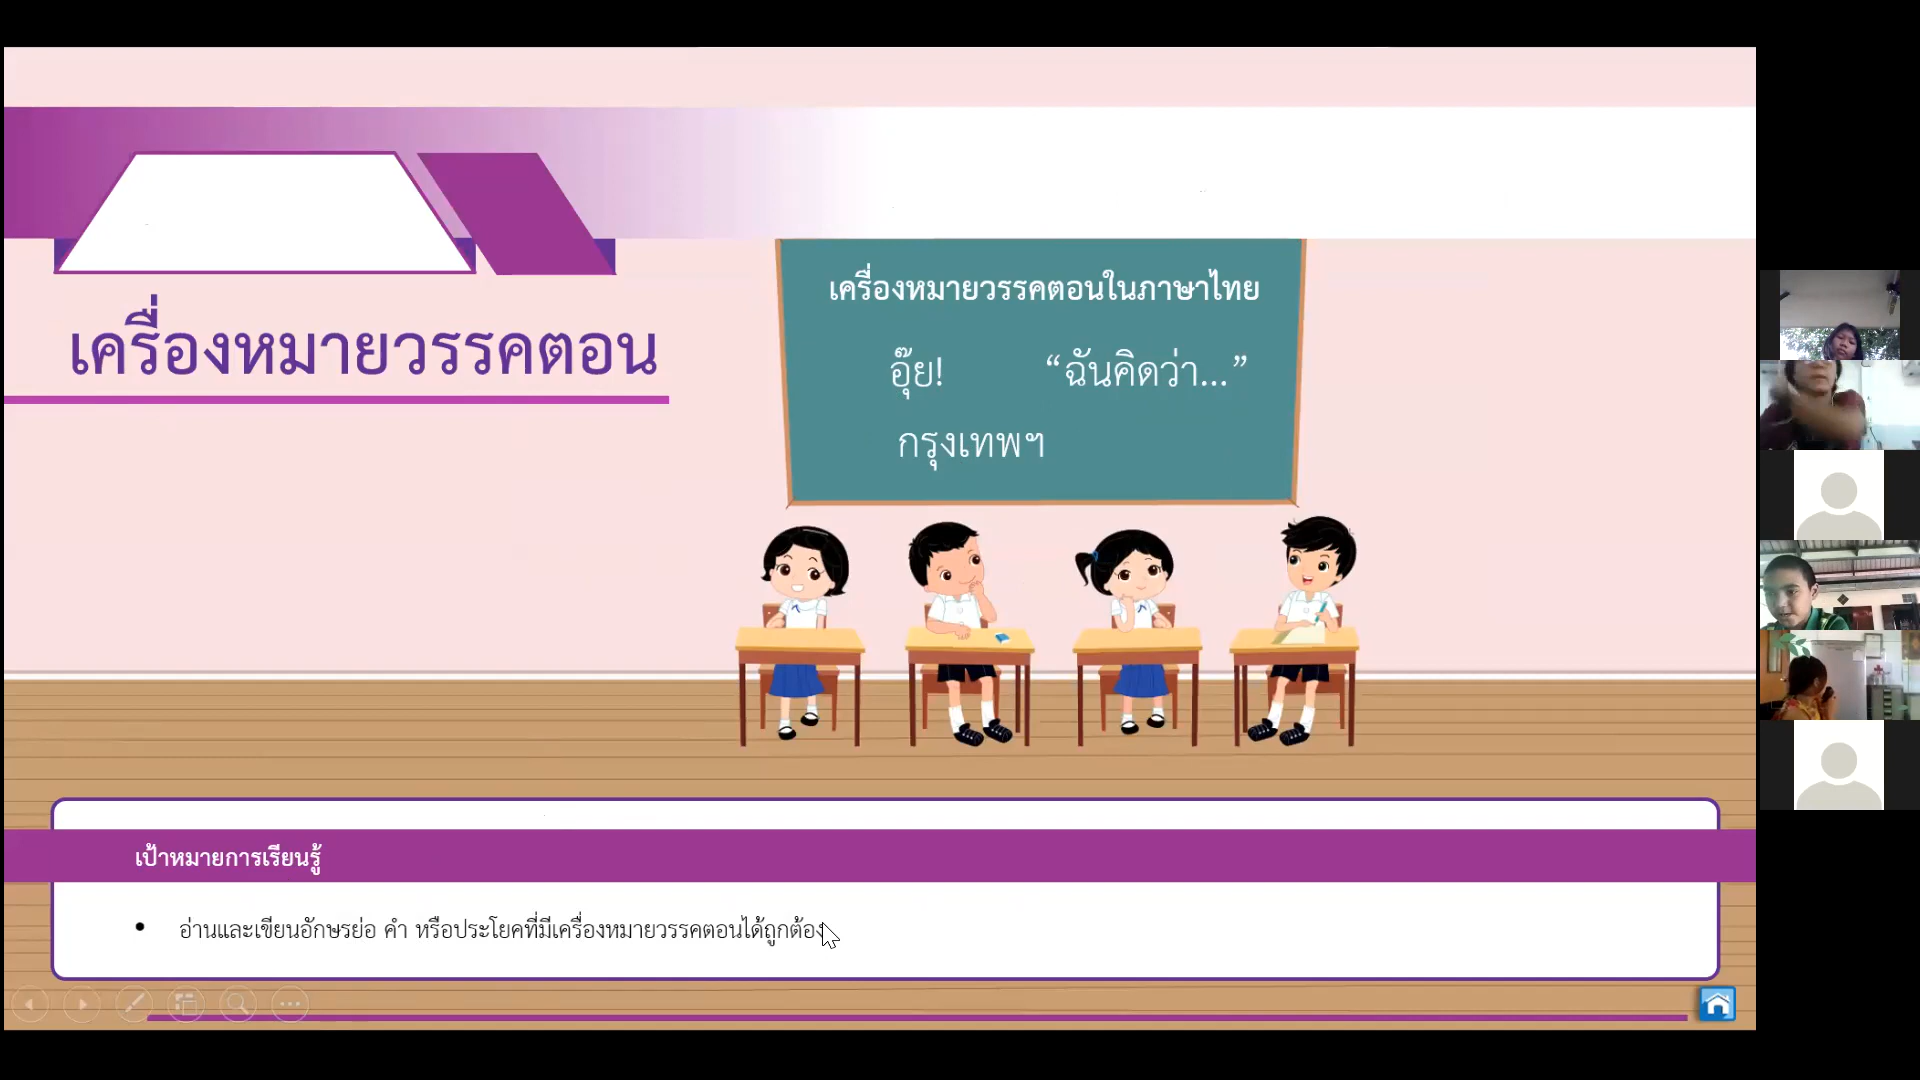 เครื่องหมายวรรคตอน
เครื่องหมายวรรคตอนในภาษาไทย
อุ๊ย! “ฉันคิดว่า...”
กรุงเทพฯ
เป้าหมายการเรียนรู้
• อ่านและเขียนอักษรย่อ คำ หรือประโยคที่มีเครื่องหมายวรรคตอนได้ถูกต้อง